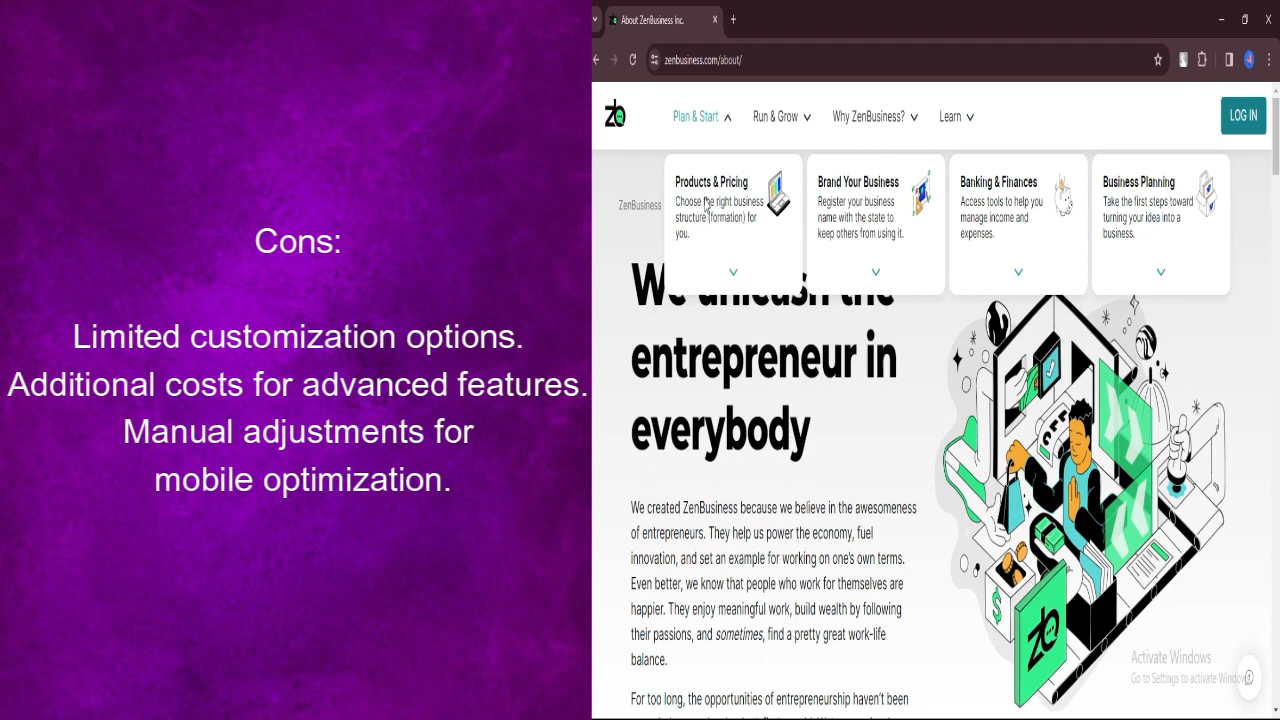 Cons:
Limited customization options.
Additional costs for advanced features.
Manual adjustments for
mobile optimization.
About ZenBusiness Inc.
zenbusiness.com/about/
Plan & Start
Run & Grow
Why ZenBusiness?
Learn
LOG IN
Products & Pricing
Choose the right business
structure (formation) for
you.
Brand Your Business
Register your business
name with the state to
keep others from using it.
Banking & Finances
Access tools to help you
manage income and
expenses.
Business Planning
Take the first steps toward
turning your idea into a
business.
ZenBusiness
We unleash the
entrepreneur in
everybody
We created ZenBusiness because we believe in the awesomeness
of entrepreneurs. They help us power the economy, fuel
innovation, and set an example for working on one's own terms.
Even better, we know that people who work for themselves are
happier. They enjoy meaningful work, build wealth by following
their passions, and sometimes, find a pretty great work-life
balance.
For too long, the opportunities of entrepreneurship haven't been
Activate Windows
Go to Settings to activate Windows.